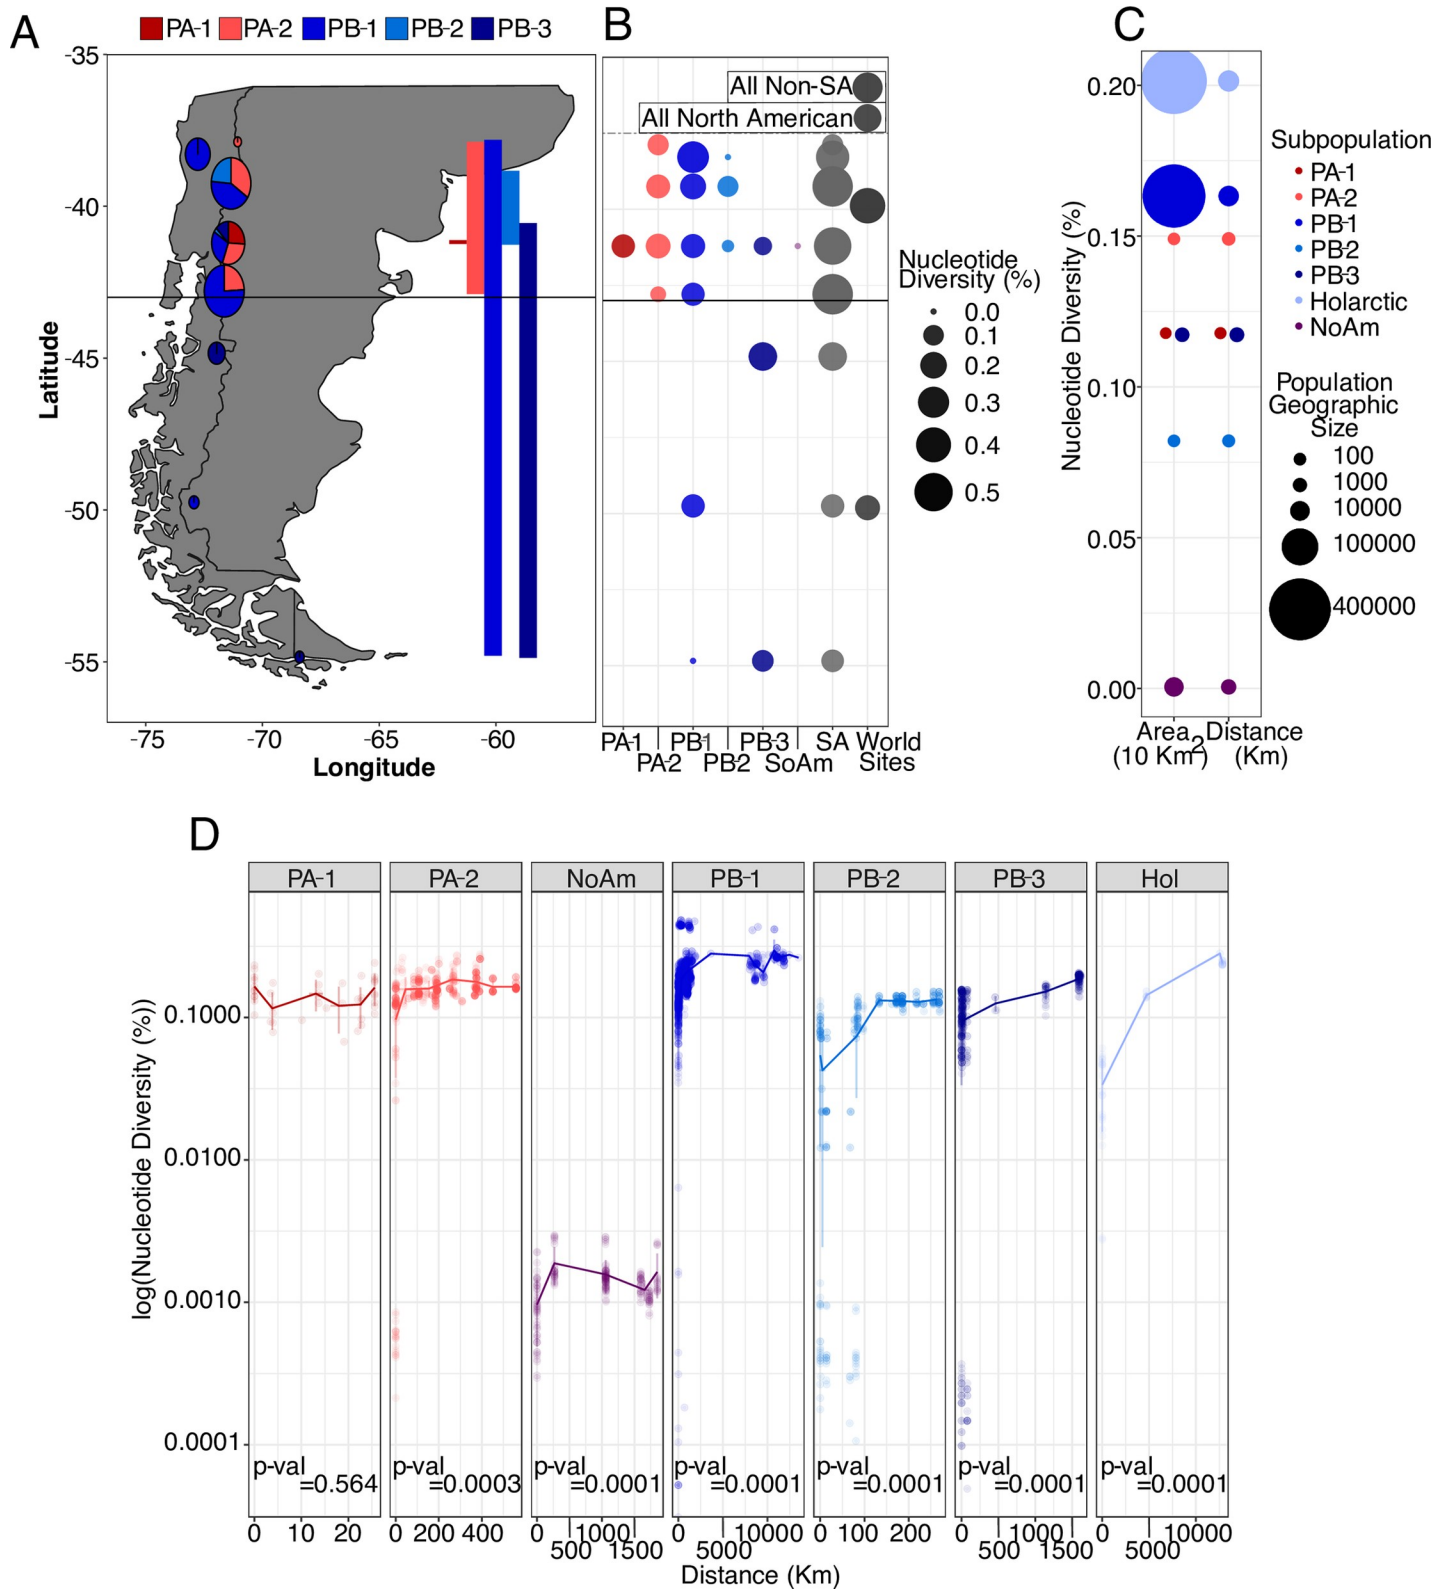 A
PA-1 PA-2 PB-1 PB-2 PB-3
-35
-40
-45
-50
-55
Latitude
-75 -70 -65 -60
Longitude
B
All Non-SA
All North American
PA-1 PB-1 PB-3 SA World
PA-2 PB-2 SoAm Sites
Nucleotide
Diversity (%)
0.0
0.1
0.2
0.3
0.4
0.5
C
0.20
0.15
0.10
0.05
0.00
Nucleotide Diversity (%)
Area Distance
(10 Km²) (Km)
2
Subpopulation
PA-1
PA-2
PB-1
PB-2
PB-3
Holarctic
NoAm
Population
Geographic
Size
100
1000
10000
100000
400000
D
PA-1 PA-2 NoAm PB-1 PB-2 PB-3 Hol
0.1000
0.0100
0.0010
0.0001
log(Nucleotide Diversity (%))
p-val p-val p-val p-val p-val p-val p-val
=0.564 =0.0003 =0.0001 =0.0001 =0.0001 =0.0001 =0.0001
0 10 20 0 200 400 0 1000 0 10000 0 100 200 0 1000 0 10000
500 1500 5000 500 1500 5000
Distance (Km)